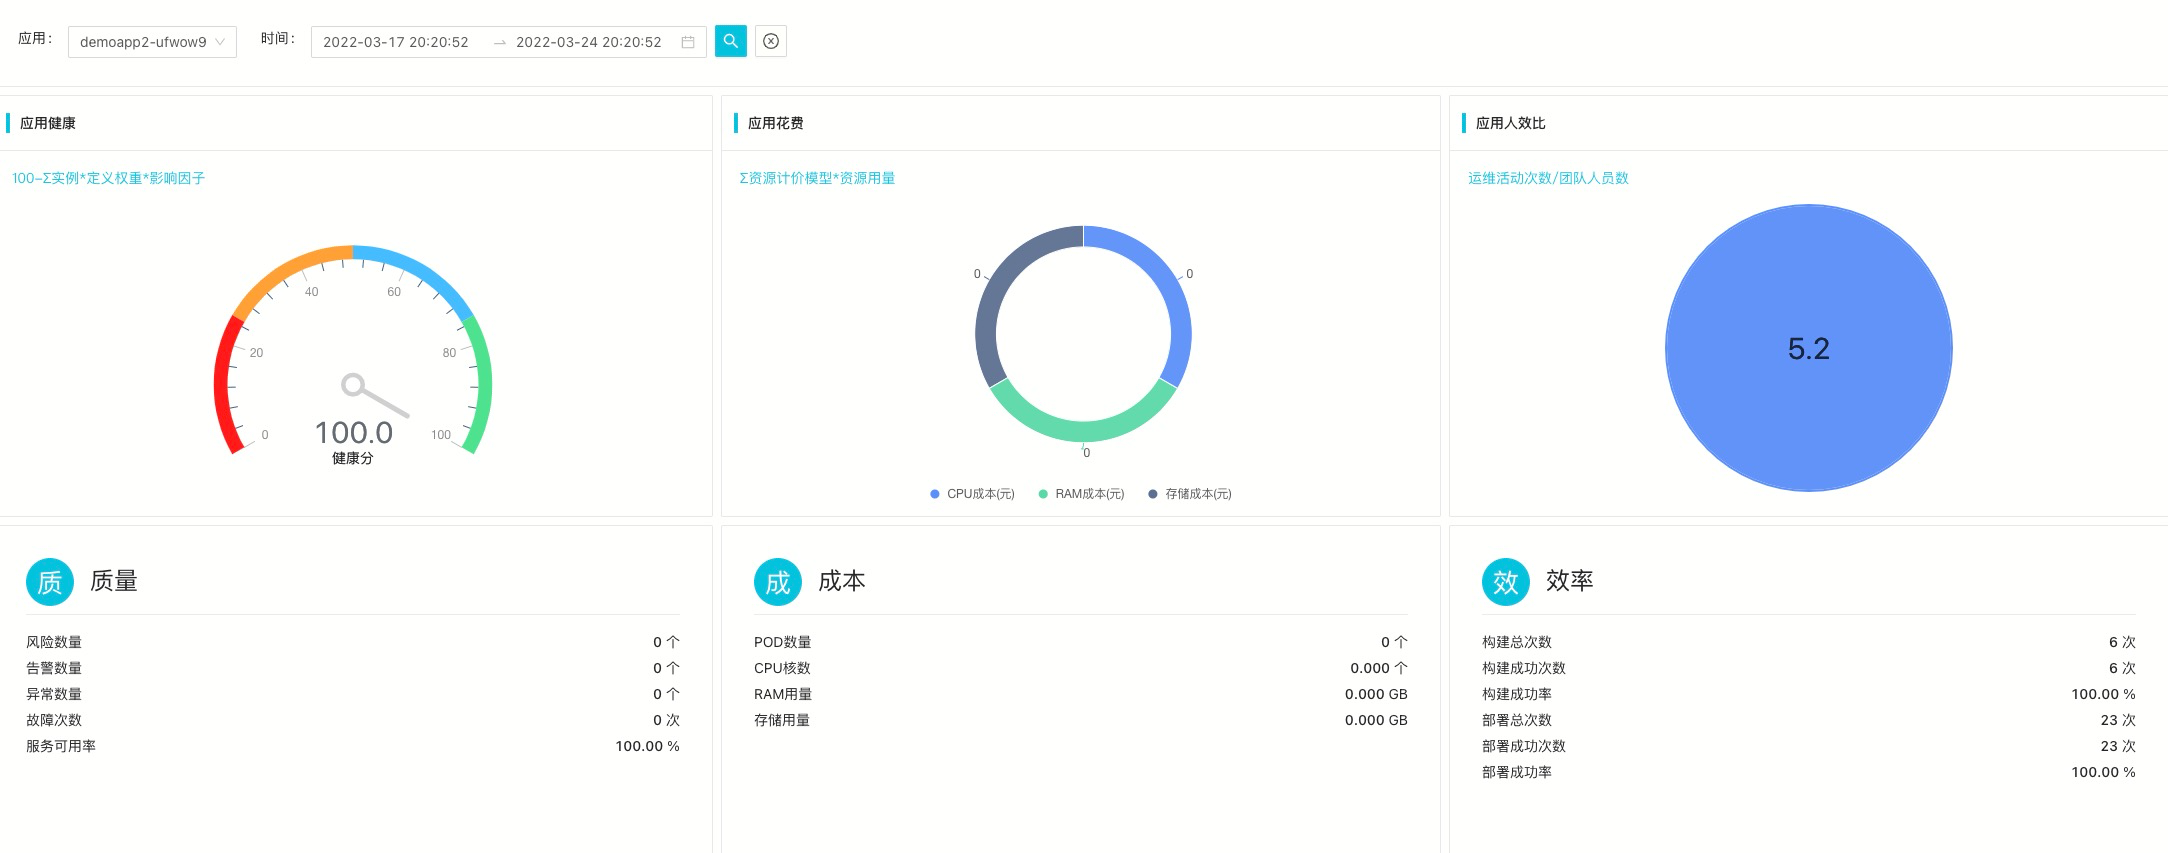 应用：
demoapp2-ufwow9
时间：
2022-03-17 20:20:52
2022-03-24 20:20:52
应用健康
100-Σ实例*定义权重*影响因子
0
20
40
60
80
100
100.0
健康分
应用花费
Σ资源计价模型*资源用量
0
0
0
CPU成本(元)
RAM成本(元)
存储成本(元)
应用人效比
运维活动次数/团队人员数
5.2
质 质量
风险数量 0 个
告警数量 0 个
异常数量 0 个
故障次数 0 次
服务可用率 100.00 %
成 成本
POD数量 0 个
CPU核数 0.000 个
RAM用量 0.000 GB
存储用量 0.000 GB
效 效率
构建总次数 6 次
构建成功次数 6 次
构建成功率 100.00 %
部署总次数 23 次
部署成功次数 23 次
部署成功率 100.00 %